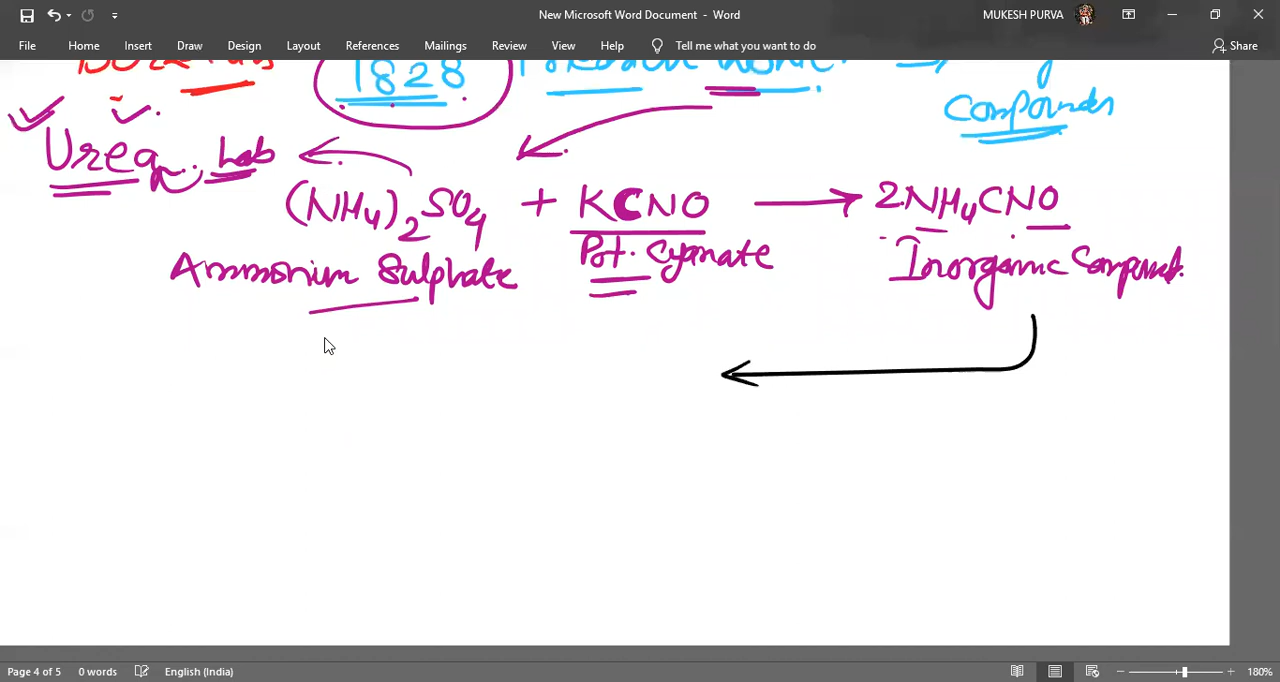 New Microsoft Word Document - Word
MUKESH PURVA
File Home Insert Draw Design Layout References Mailings Review View Help Tell me what you want to do Share
1828
Compounds
Urea Lab
(NH4)2SO4 + KCNO → 2NH4CNO
Ammonium Sulphate Pot. Cyanate Inorganic Compound.
Page 4 of 5 0 words English (India) 180%